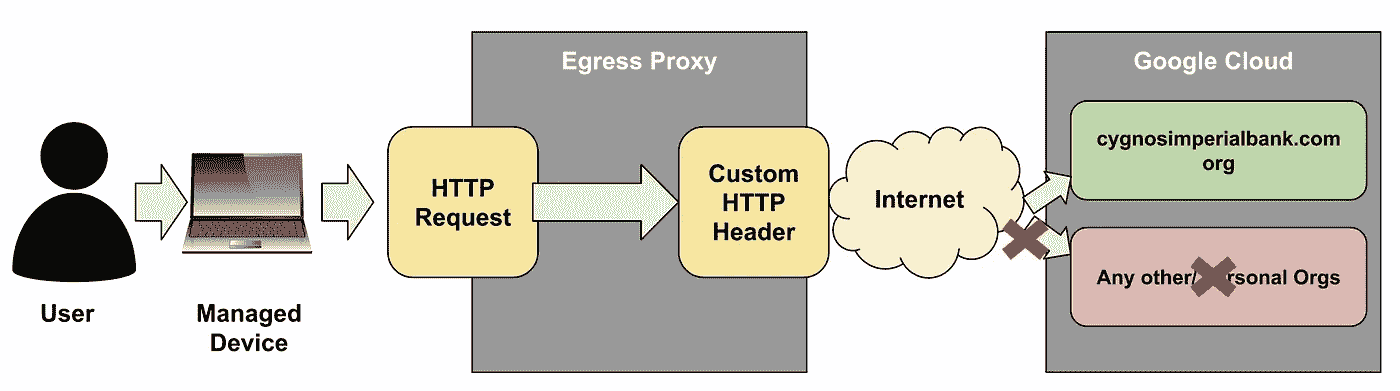 Egress Proxy
Google Cloud
User
Managed
Device
HTTP
Request
Custom
HTTP
Header
Internet
cygnosimperialbank.com
org
Any other/ rsonal Orgs